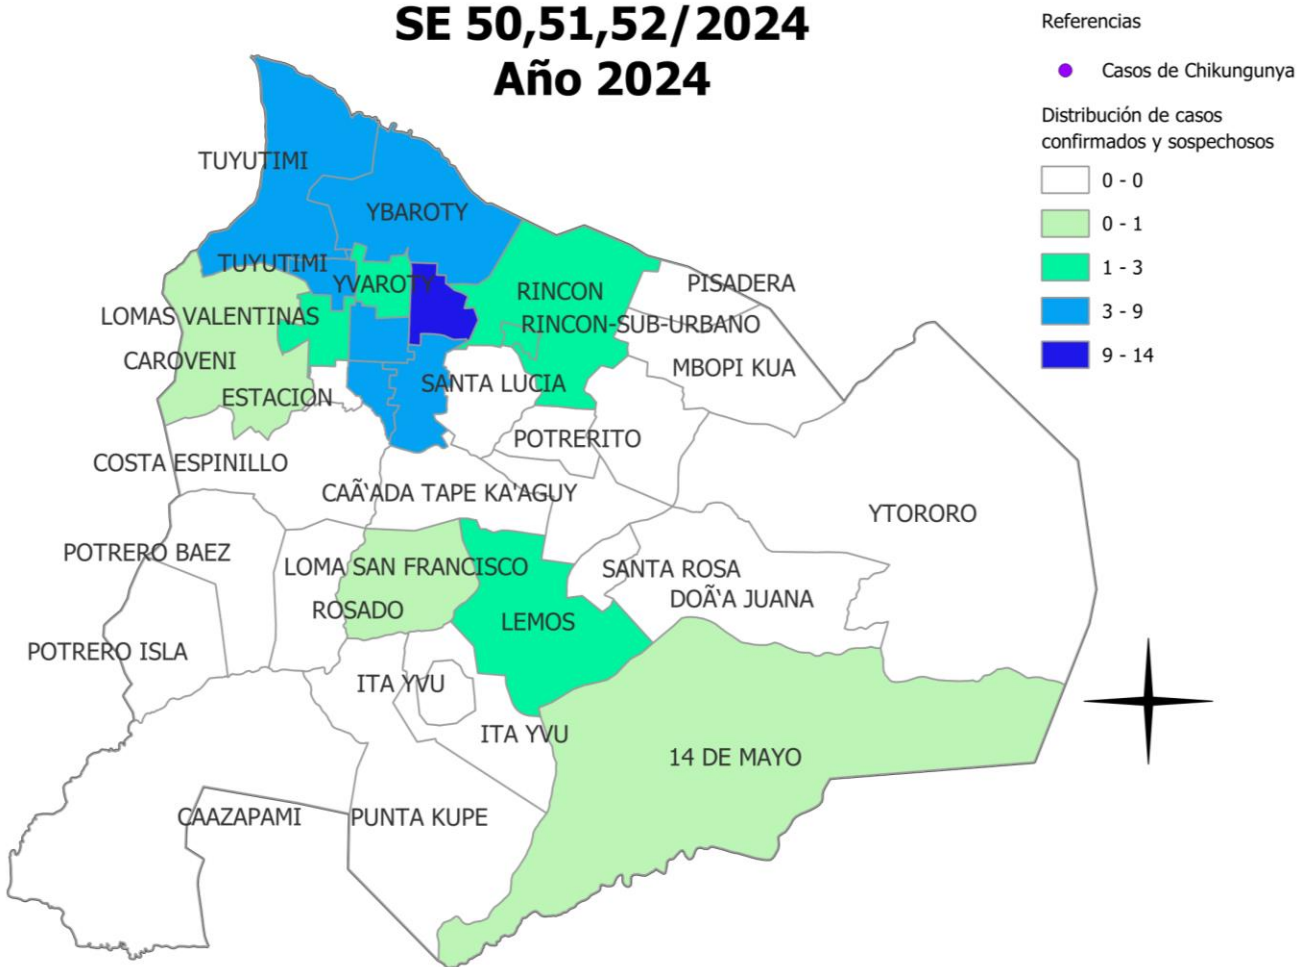 SE 50,51,52/2024
Año 2024
Referencias
Casos de Chikungunya
Distribución de casos
confirmados y sospechosos
0 - 0
0 - 1
1 - 3
3 - 9
9 - 14
TUYUTIMI
YBAROTY
TUYUTIMI
YVAROTY
RINCON
PISADERA
LOMAS VALENTINAS
RINCON-SUB-URBANO
CAROVENI
MBOPI KUA
ESTACION
SANTA LUCIA
POTRERITO
COSTA ESPINILLO
CAÃ‘ADA TAPE KA'AGUY
YTORORO
POTRERO BAEZ
LOMA SAN FRANCISCO
SANTA ROSA
ROSADO
DOÃ‘A JUANA
LEMOS
POTRERO ISLA
ITA YVU
ITA YVU
14 DE MAYO
CAAZAPAMI
PUNTA KUPE